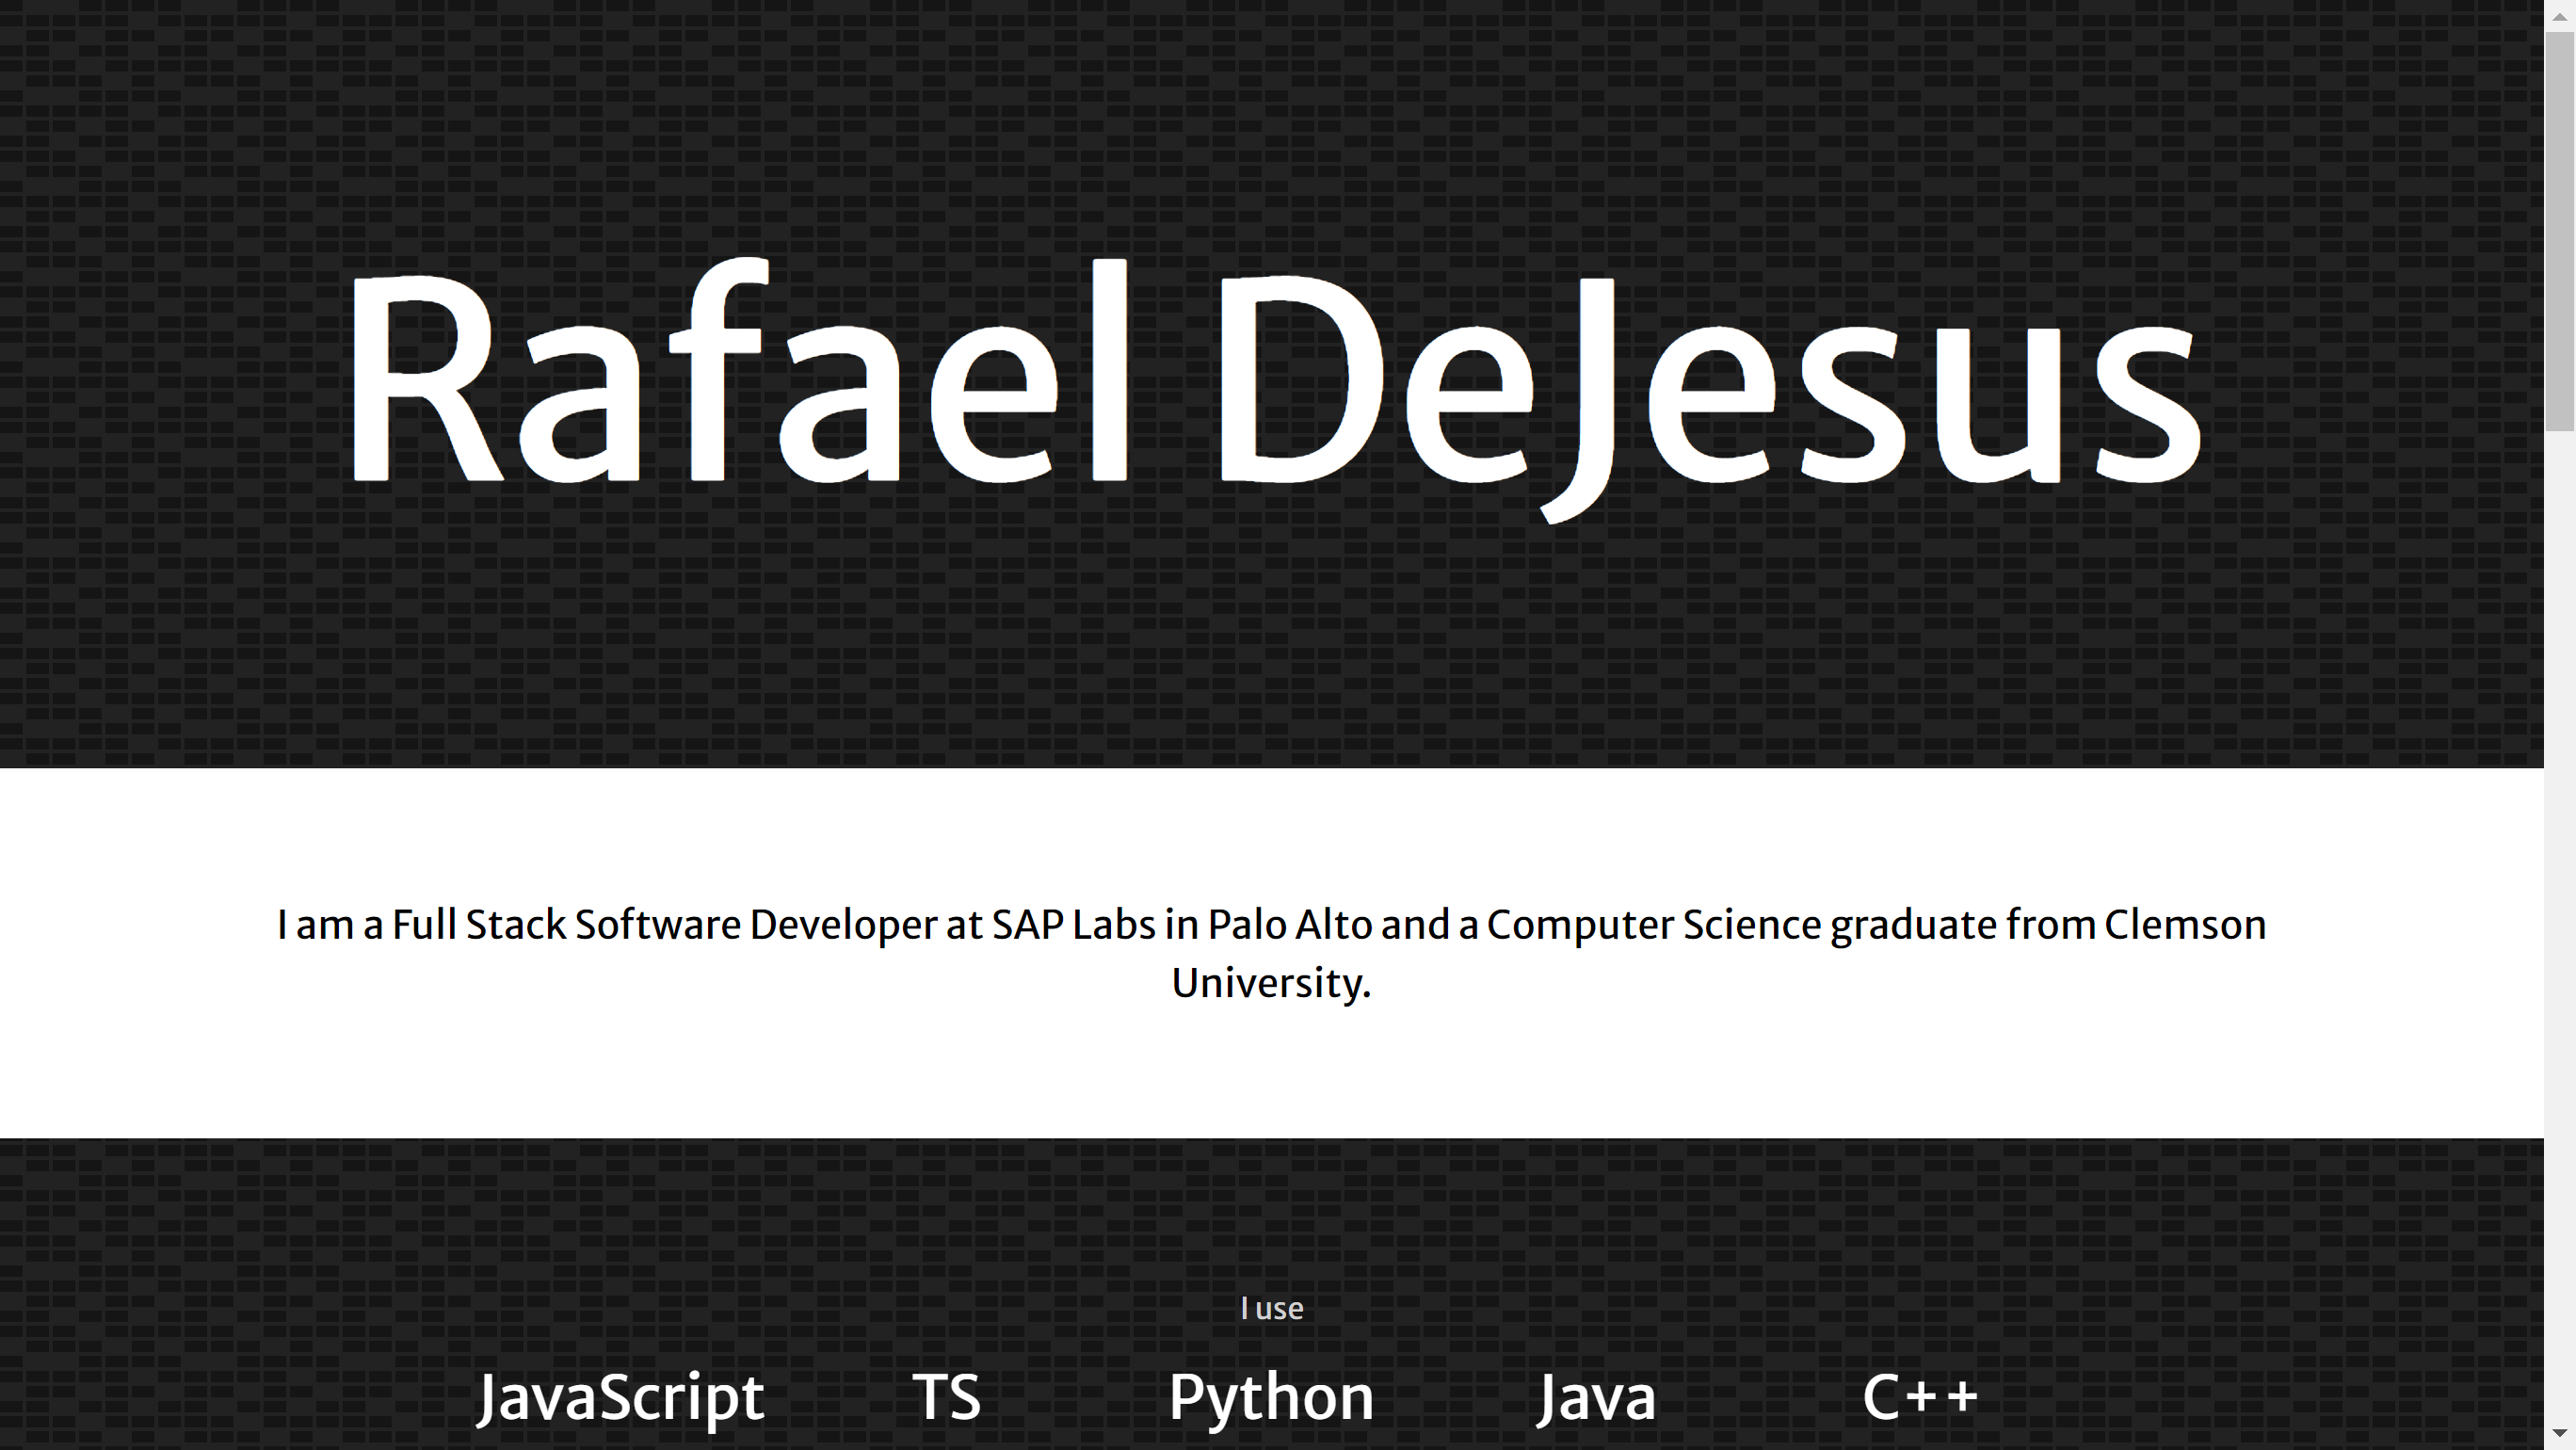 Rafael DeJesus
I am a Full Stack Software Developer at SAP Labs in Palo Alto and a Computer Science graduate from Clemson
University.
I use
JavaScript TS Python Java C++